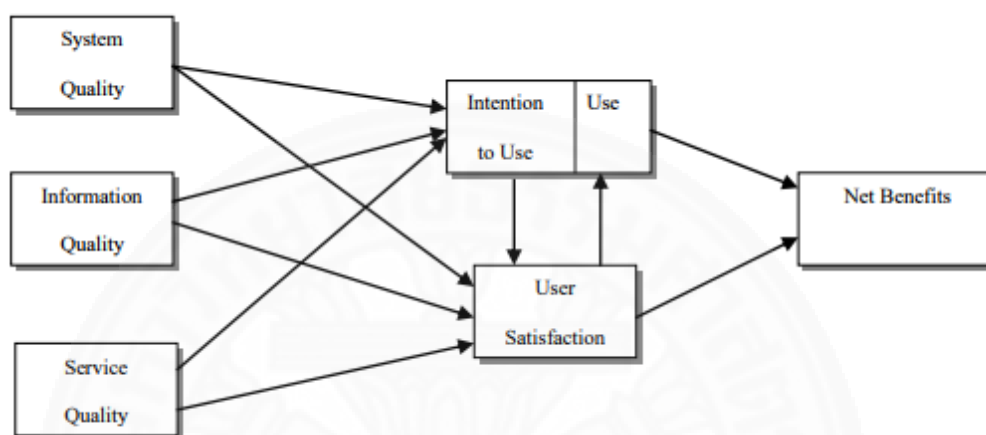 System
Quality
Intention
to Use
Use
Information
Quality
Net Benefits
User
Satisfaction
Service
Quality